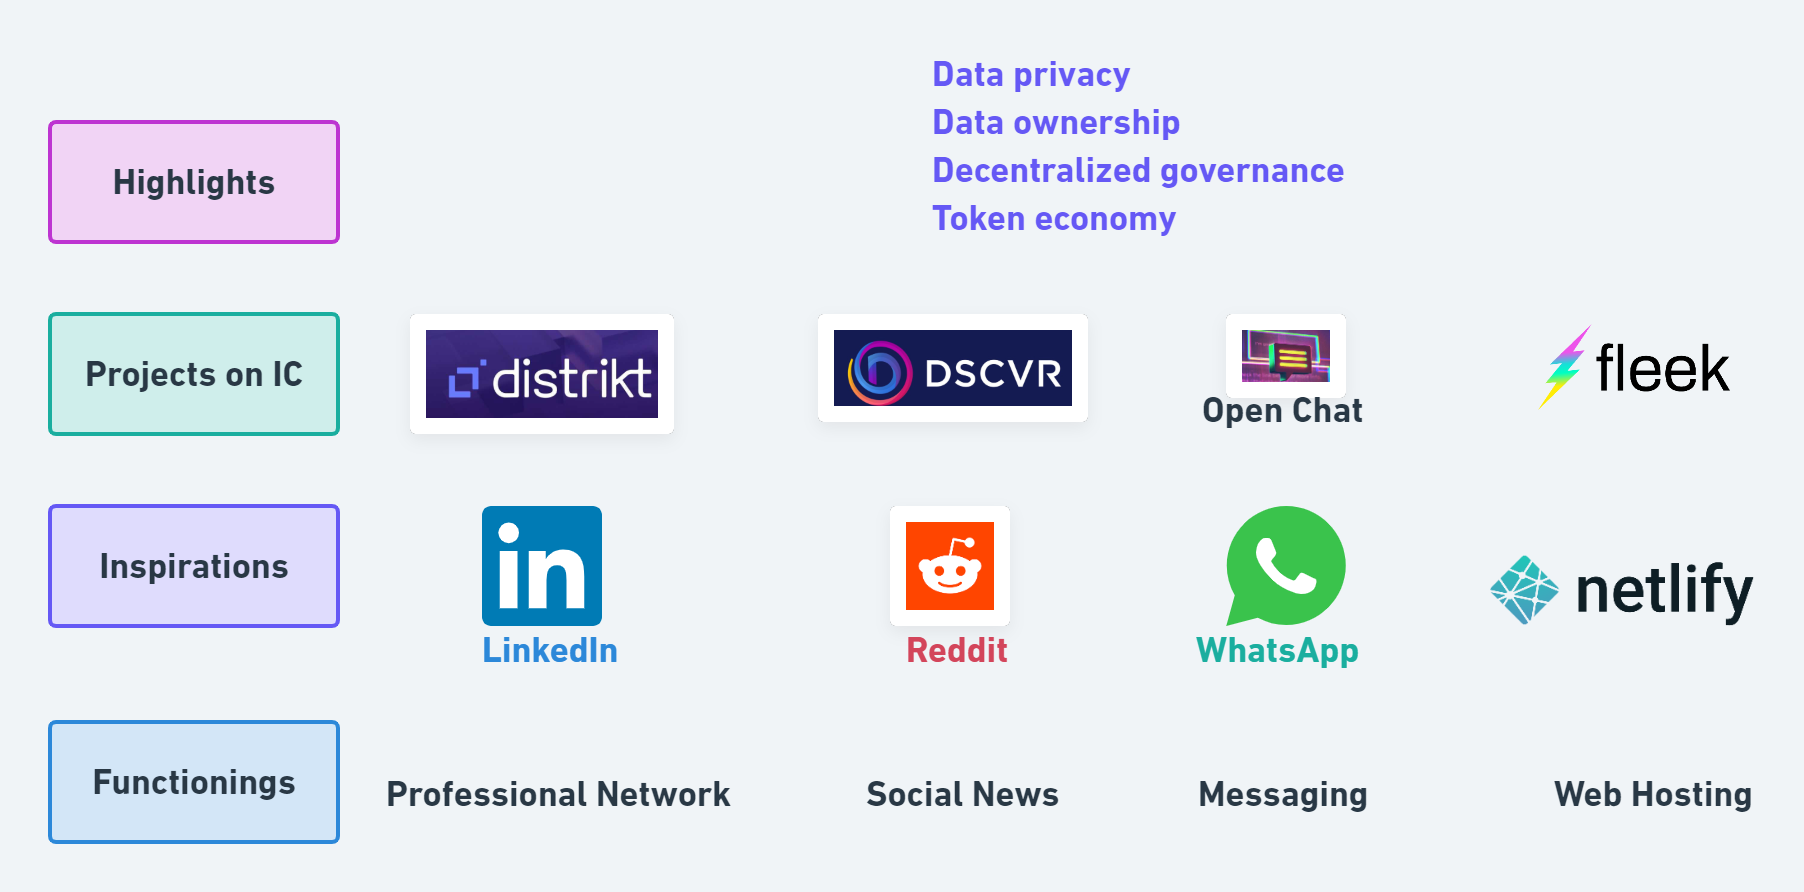 Data privacy
Data ownership
Decentralized governance
Token economy
Highlights
Projects on IC
distrikt
DSCVR
Open Chat
fleek
Inspirations
in
LinkedIn
Reddit
WhatsApp
netlify
Functionings
Professional Network
Social News
Messaging
Web Hosting